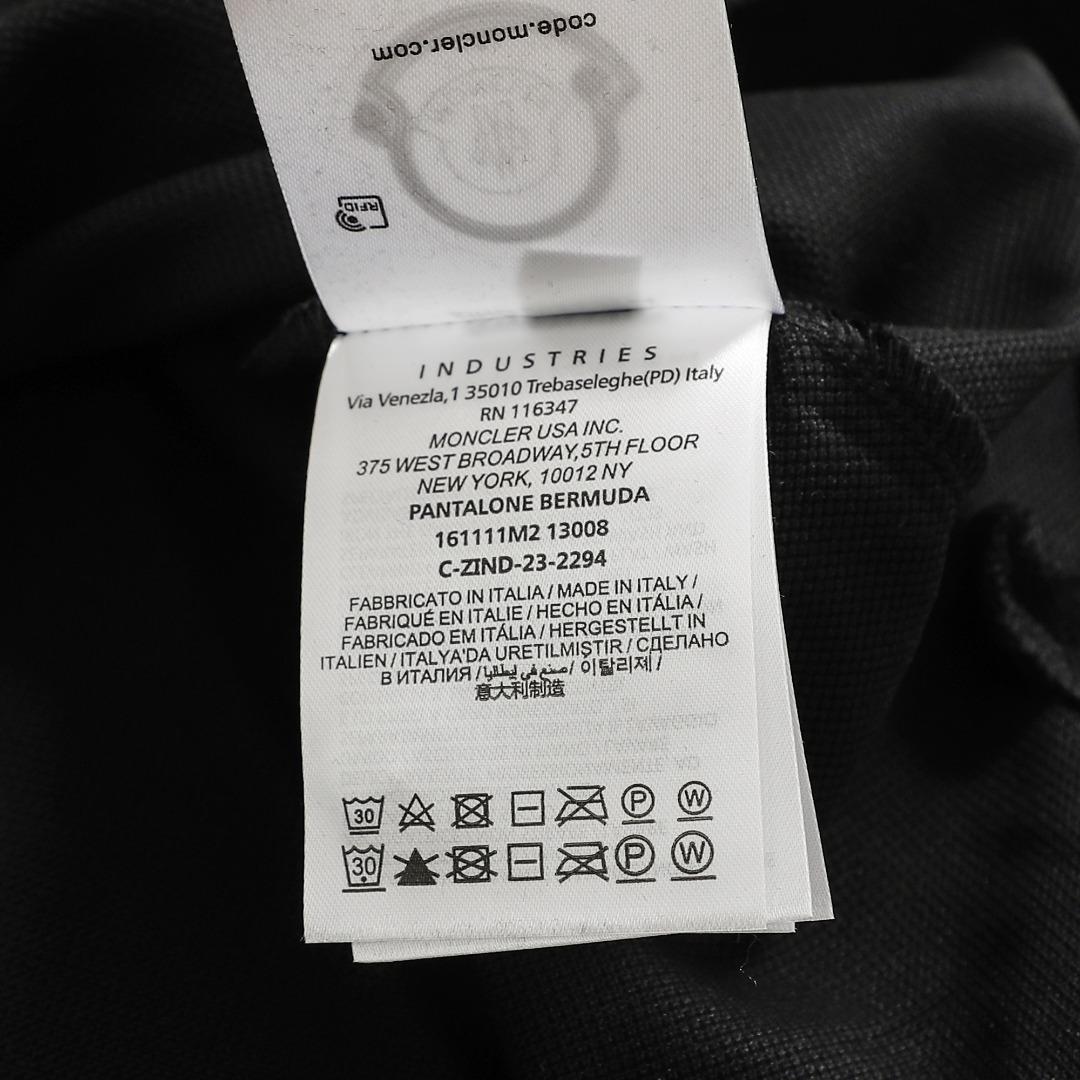 code.moncler.com
RFID
INDUSTRIES
Via Venezla,1 35010 Trebaseleghe(PD) Italy
RN 116347
MONCLER USA INC.
375 WEST BROADWAY,5TH FLOOR
NEW YORK, 10012 NY
PANTALONE BERMUDA
161111M2 13008
C-ZIND-23-2294
FABBRICATO IN ITALIA / MADE IN ITALY /
FABRIQUÉ EN ITALIE / HECHO EN ITÁLIA /
FABRICADO EM ITÁLIA / HERGESTELLT IN
ITALIEN / ITALYA'DA URETILMIŞTIR / СДЕЛАНО
В ИТАЛИЯ / صنع في إيطاليا / 이탈리제 /
意大利制造
30 P W
30 P W